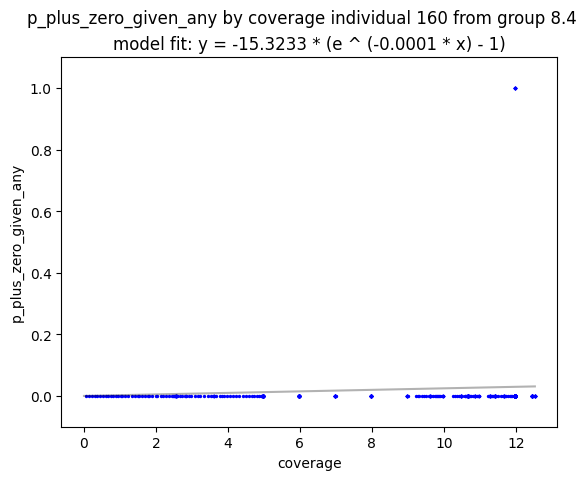 p_plus_zero_given_any by coverage individual 160 from group 8.4
model fit: y = -15.3233 * (e ^ (-0.0001 * x) - 1)
1.0
0.8
0.6
0.4
0.2
0.0
p_plus_zero_given_any
0 2 4 6 8 10 12
coverage